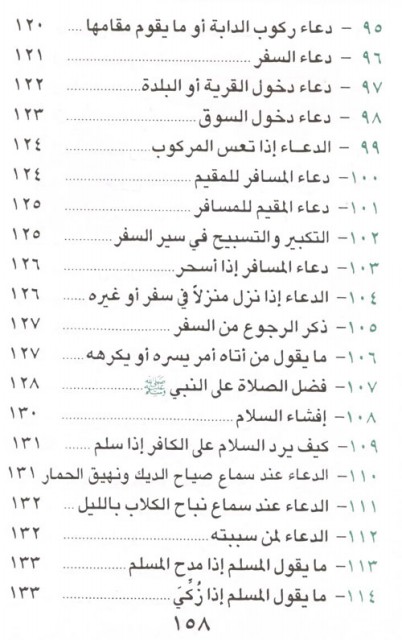 ٩٥ - دعاء ركوب الدابة أو ما يقوم مقامها .... ١٢٠
٩٦ - دعاء السفر .... ١٢١
٩٧ - دعاء دخول القرية أو البلدة .... ١٢٢
٩٨ - دعاء دخول السوق .... ١٢٣
٩٩ - الدعاء إذا تعس المركوب .... ١٢٤
١٠٠- دعاء المسافر للمقيم .... ١٢٤
١٠١- دعاء المقيم للمسافر .... ١٢٥
١٠٢- التكبير والتسبيح في سير السفر .... ١٢٥
١٠٣- دعاء المسافر إذا أسحر .... ١٢٦
١٠٤- الدعاء إذا نزل منزلاً في سفر أو غيره .... ١٢٦
١٠٥- ذكر الرجوع من السفر .... ١٢٧
١٠٦- ما يقول من أتاه أمر يسره أو يكرهه .... ١٢٧
١٠٧- فضل الصلاة على النبي ﷺ .... ١٢٨
١٠٨- إفشاء السلام .... ١٣٠
١٠٩- كيف يرد السلام على الكافر إذا سلم .... ١٣١
١١٠- الدعاء عند سماع صياح الديك ونهيق الحمار ١٣١
١١١- الدعاء عند سماع نباح الكلاب بالليل ... ١٣٢
١١٢- الدعاء لمن سببته .... ١٣٢
١١٣- ما يقول المسلم إذا مدح المسلم .... ١٣٣
١١٤- ما يقول المسلم إذا زُكِّيَ .... ١٣٣
١٥٨